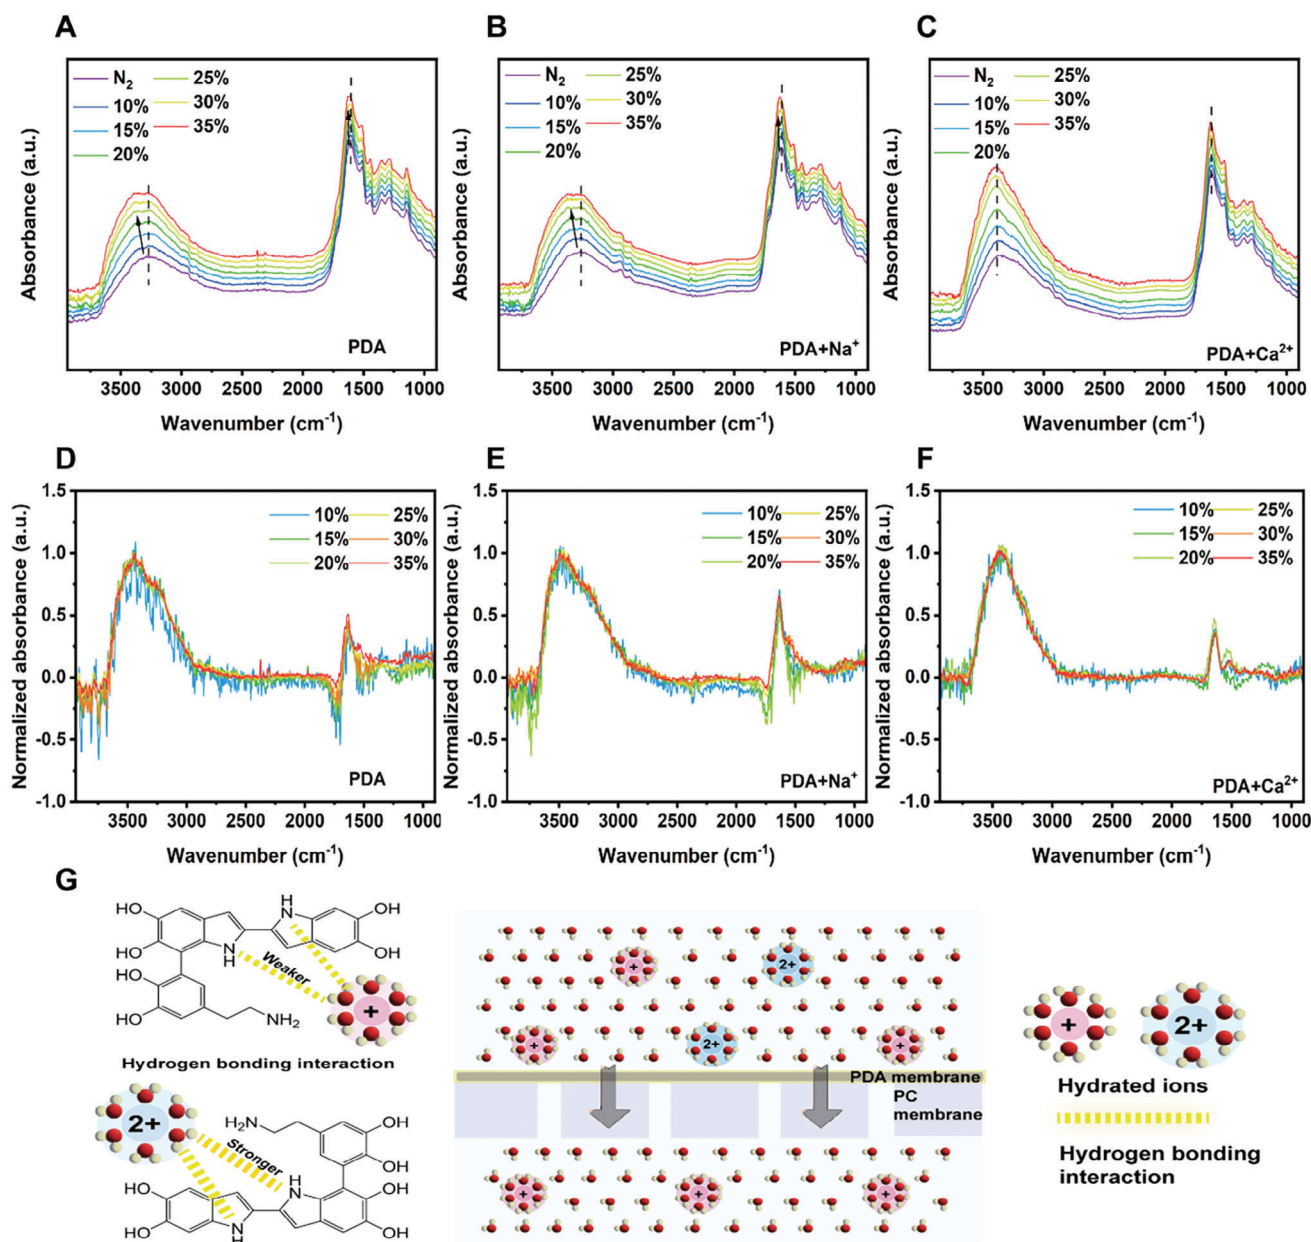 A
N2 25%
10% 30%
15% 35%
20%
Absorbance (a.u.)
PDA
3500 3000 2500 2000 1500 1000
Wavenumber (cm-1)
B
N2 25%
10% 30%
15% 35%
20%
Absorbance (a.u.)
PDA+Na+
3500 3000 2500 2000 1500 1000
Wavenumber (cm-1)
C
N2 25%
10% 30%
15% 35%
20%
Absorbance (a.u.)
PDA+Ca2+
3500 3000 2500 2000 1500 1000
Wavenumber (cm-1)
D
1.5
1.0
0.5
0.0
-0.5
-1.0
Normalized absorbance (a.u.)
10% 25%
15% 30%
20% 35%
PDA
3500 3000 2500 2000 1500 1000
Wavenumber (cm-1)
E
1.5
1.0
0.5
0.0
-0.5
-1.0
Normalized absorbance (a.u.)
10% 25%
15% 30%
20% 35%
PDA+Na+
3500 3000 2500 2000 1500 1000
Wavenumber (cm-1)
F
1.5
1.0
0.5
0.0
-0.5
-1.0
Normalized absorbance (a.u.)
10% 25%
15% 30%
20% 35%
PDA+Ca2+
3500 3000 2500 2000 1500 1000
Wavenumber (cm-1)
G
HO
H
N
OH
HO
N
H
OH
HO
HO
NH2
Weaker
+
Hydrogen bonding interaction
2+
Stronger
H2N
OH
OH
H
N
OH
HO
HO
N
H
OH
+
2+
+
2+
+
PDA membrane
PC
membrane
+
+
+
+
2+
Hydrated ions
Hydrogen bonding
interaction